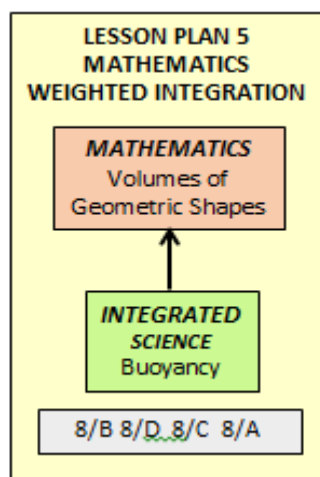 LESSON PLAN 5
MATHEMATICS
WEIGHTED INTEGRATION
MATHEMATICS
Volumes of
Geometric Shapes
INTEGRATED
SCIENCE
Buoyancy
8/B 8/D 8/C 8/A